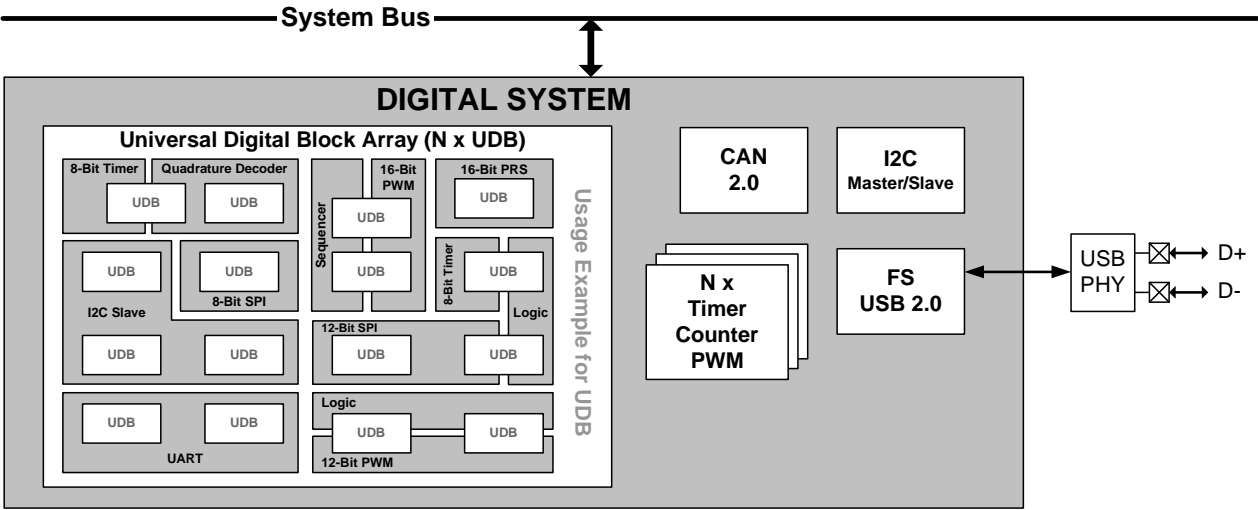 System Bus
DIGITAL SYSTEM
Universal Digital Block Array (N x UDB)
8-Bit Timer
Quadrature Decoder
UDB
UDB
Sequencer
16-Bit
PWM
UDB
UDB
16-Bit PRS
UDB
UDB
I2C Slave
UDB
UDB
UDB
8-Bit SPI
8-Bit Timer
UDB
Logic
12-Bit SPI
UDB
UDB
UDB
UDB
UART
Logic
UDB
UDB
12-Bit PWM
Usage Example for UDB
CAN
2.0
I2C
Master/Slave
N x
Timer
Counter
PWM
FS
USB 2.0
USB
PHY
D+
D-